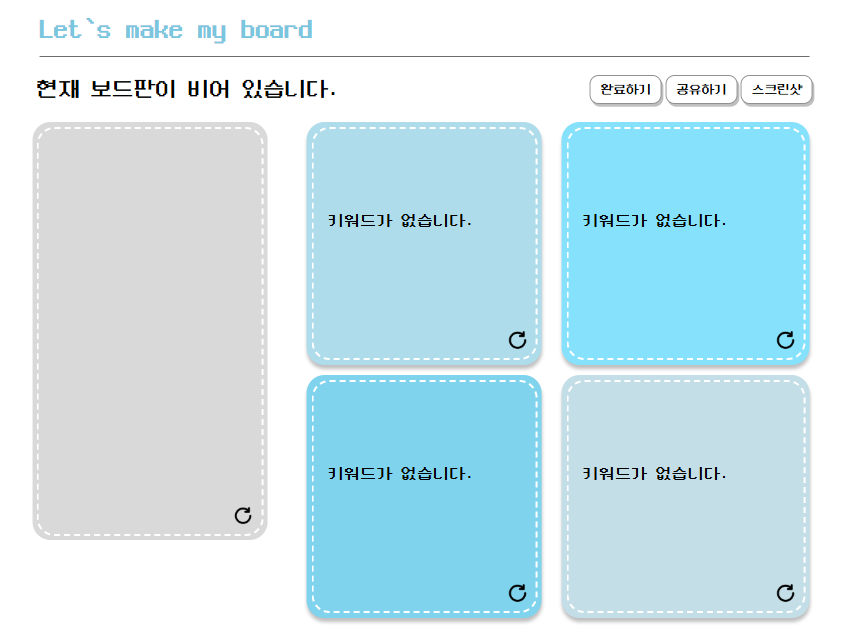 Let`s make my board
현재 보드판이 비어 있습니다.
완료하기 공유하기 스크린샷
키워드가 없습니다. 키워드가 없습니다.
키워드가 없습니다. 키워드가 없습니다.